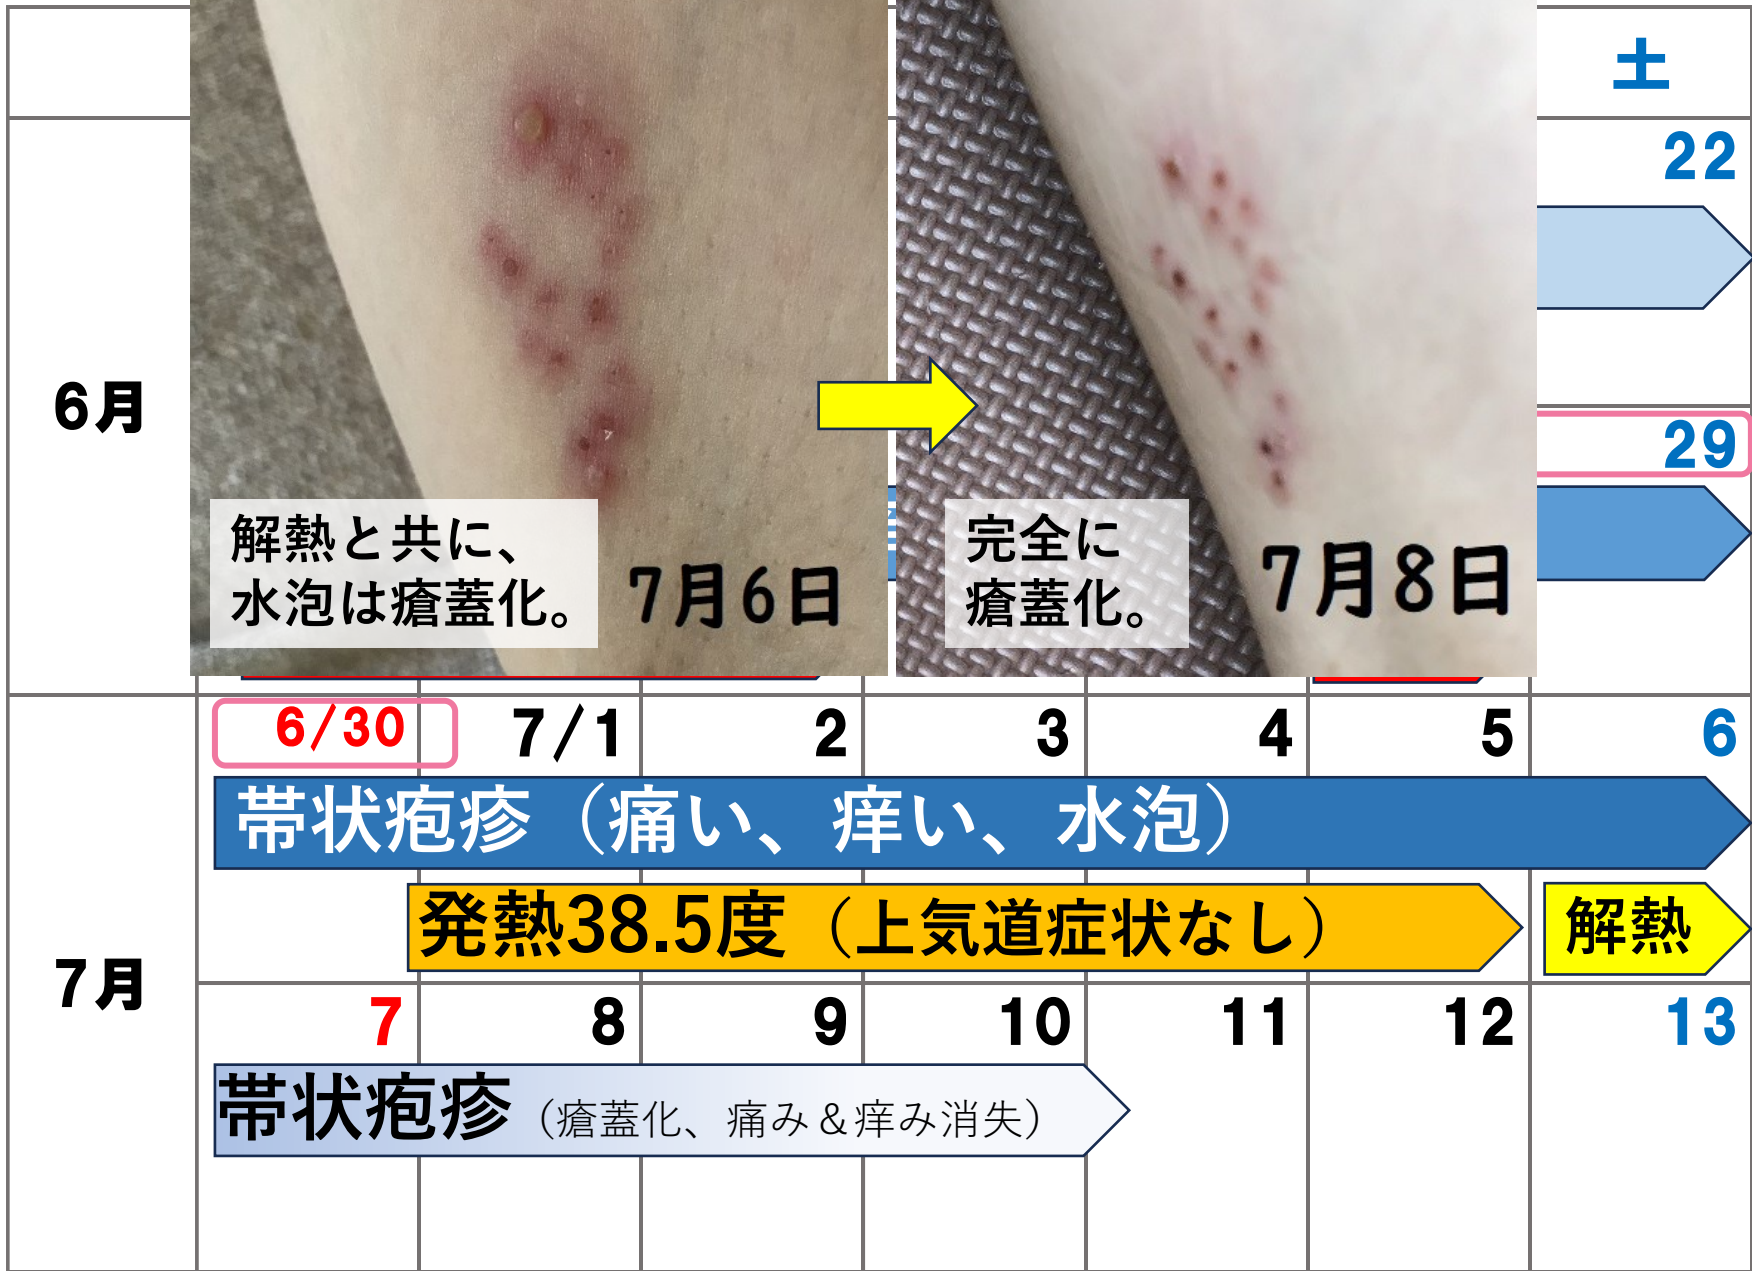 土
22
6月
29
解熱と共に、
水泡は瘡蓋化。
7月6日
完全に
瘡蓋化。
7月8日
6/30
7/1
2
3
4
5
6
帯状疱疹（痛い、痒い、水泡）
発熱38.5度（上気道症状なし）
解熱
7月
7
8
9
10
11
12
13
帯状疱疹（瘡蓋化、痛み＆痒み消失）